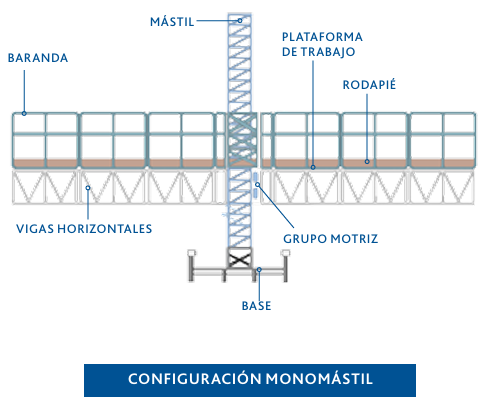 MÁSTIL
PLATAFORMA
DE TRABAJO
BARANDA
RODAPIÉ
VIGAS HORIZONTALES
GRUPO MOTRIZ
BASE
CONFIGURACIÓN MONOMÁSTIL